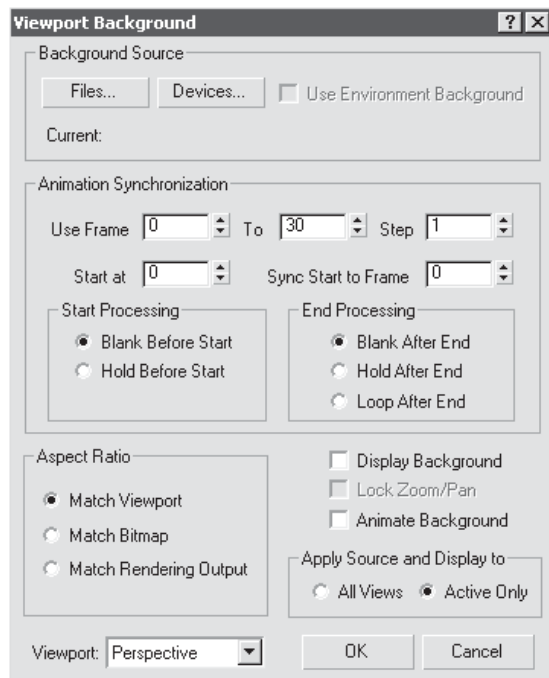 Viewport Background
Background Source
Files... Devices... Use Environment Background
Current:
Animation Synchronization
Use Frame 0 To 30 Step 1
Start at 0 Sync Start to Frame 0
Start Processing
Blank Before Start
Hold Before Start
End Processing
Blank After End
Hold After End
Loop After End
Aspect Ratio
Match Viewport
Match Bitmap
Match Rendering Output
Display Background
Lock Zoom/Pan
Animate Background
Apply Source and Display to
All Views Active Only
Viewport: Perspective OK Cancel